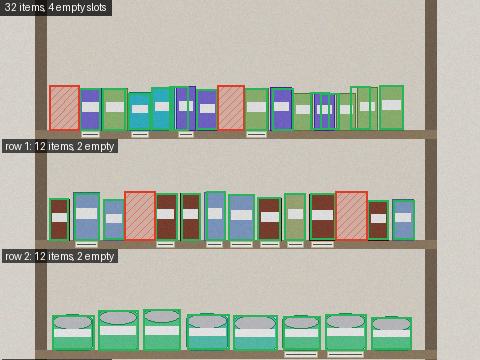 32 items, 4 empty slots
row 1: 12 items, 2 empty
row 2: 12 items, 2 empty